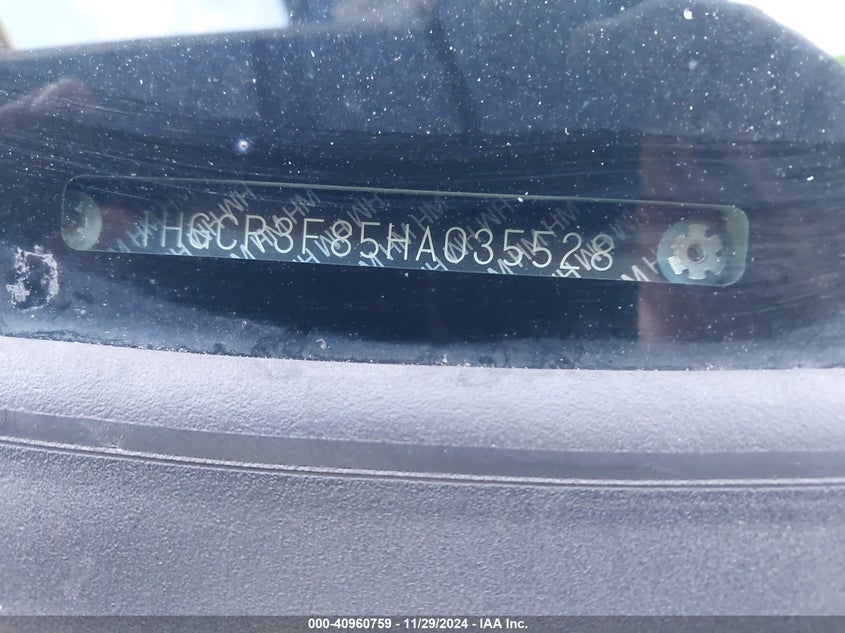 1HGCR3F85HA035528
000-40960759 - 11/29/2024 - IAA Inc.